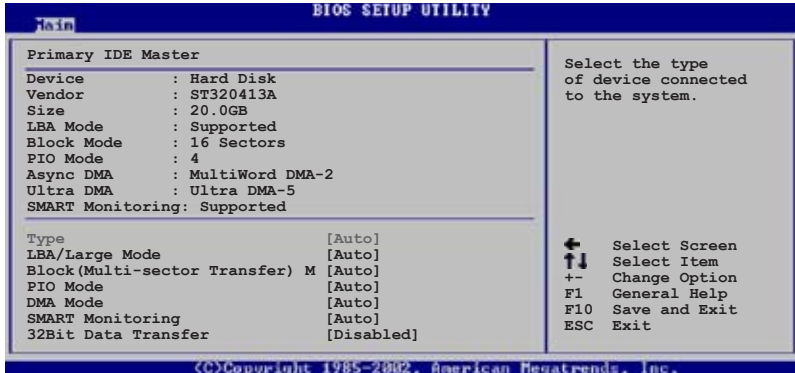 BIOS SETUP UTILITY
Main
Primary IDE Master
Device : Hard Disk
Vendor : ST320413A
Size : 20.0GB
LBA Mode : Supported
Block Mode : 16 Sectors
PIO Mode : 4
Async DMA : MultiWord DMA-2
Ultra DMA : Ultra DMA-5
SMART Monitoring: Supported
Type [Auto]
LBA/Large Mode [Auto]
Block(Multi-sector Transfer) M [Auto]
PIO Mode [Auto]
DMA Mode [Auto]
SMART Monitoring [Auto]
32Bit Data Transfer [Disabled]
Select the type
of device connected
to the system.
← Select Screen
↑↓ Select Item
+- Change Option
F1 General Help
F10 Save and Exit
ESC Exit
(C)Copyright 1985-2002, American Megatrends, Inc.